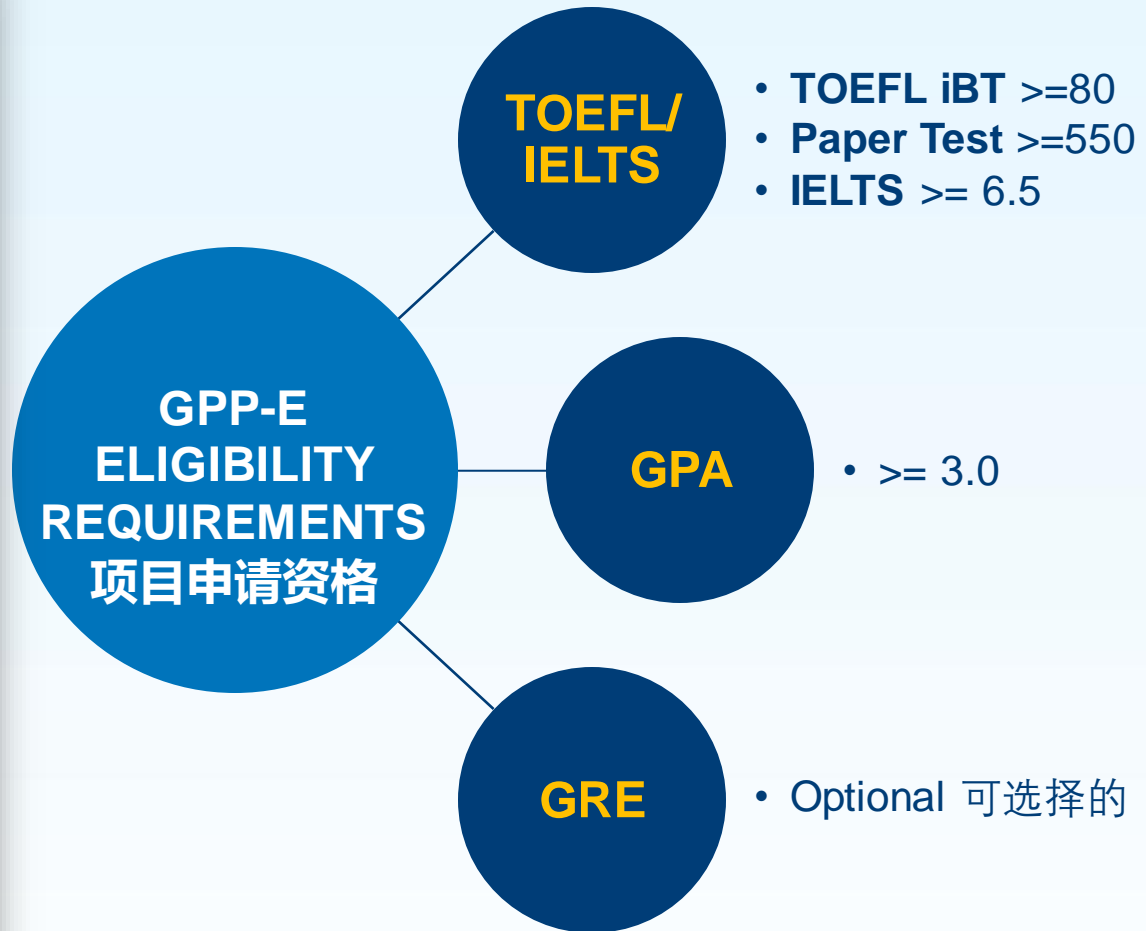 GPP-E
ELIGIBILITY
REQUIREMENTS
项目申请资格
TOEFL/
IELTS
• TOEFL iBT >=80
• Paper Test >=550
• IELTS >= 6.5
GPA
• >= 3.0
GRE
• Optional 可选择的